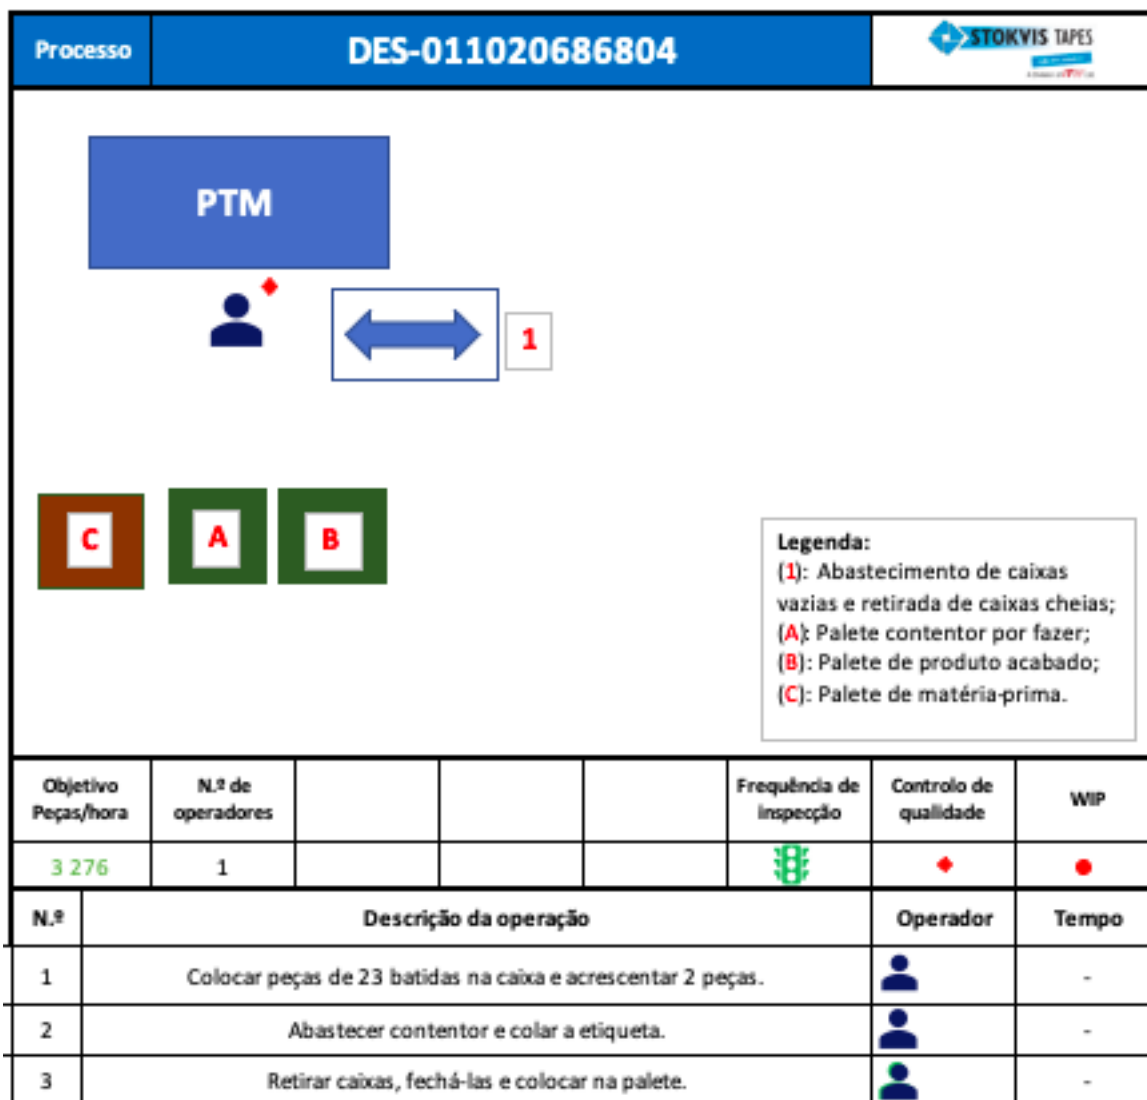 Processo
DES-011020686804
STOKVIS TAPES
PTM
1
C
A
B
Legenda:
(1): Abastecimento de caixas
vazias e retirada de caixas cheias;
(A): Palete contentor por fazer;
(B): Palete de produto acabado;
(C): Palete de matéria-prima.
Objetivo
Peças/hora
N.º de
operadores
Frequência de
inspecção
Controlo de
qualidade
WIP
3 276
1
N.º
Descrição da operação
Operador
Tempo
1
Colocar peças de 23 batidas na caixa e acrescentar 2 peças.
-
2
Abastecer contentor e colar a etiqueta.
-
3
Retirar caixas, fechá-las e colocar na palete.
-